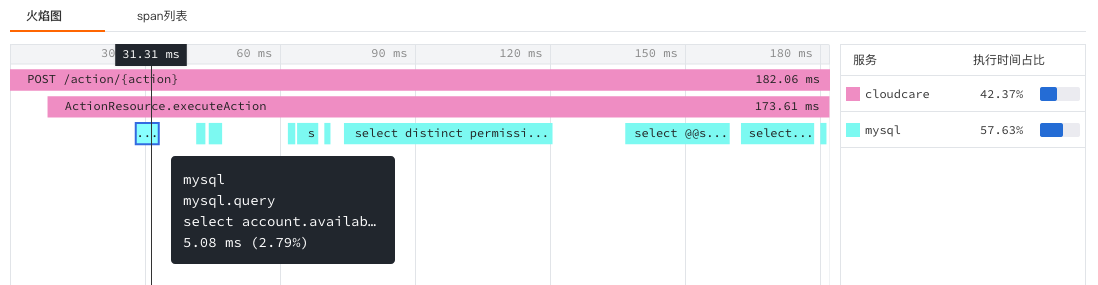 火焰图 span列表
30 31.31 ms 60 ms 90 ms 120 ms 150 ms 180 ms
服务 执行时间占比
POST /action/{action} 182.06 ms
cloudcare 42.37%
ActionResource.executeAction 173.61 ms
mysql 57.63%
... s select distinct permissi... select @@s... select...
mysql
mysql.query
select account.availab…
5.08 ms (2.79%)